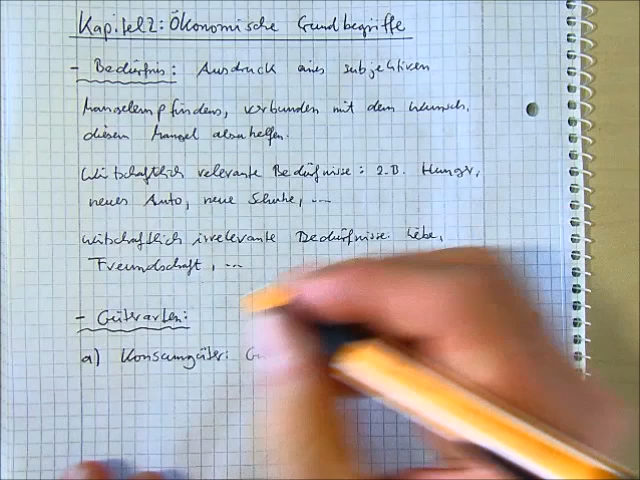 Kapitel 2: Ökonomische Grundbegriffe
- Bedürfnis: Ausdruck eines subjektiven
Mangelempfindens, verbunden mit dem Wunsch,
diesen Mangel abzuhelfen.
Wirtschaftlich relevante Bedürfnisse: z.B. Hunger,
neues Auto, neue Schuhe, ...
Wirtschaftlich irrelevante Bedürfnisse: Liebe,
Freundschaft, ...
- Güterarten:
a) Konsumgüter: